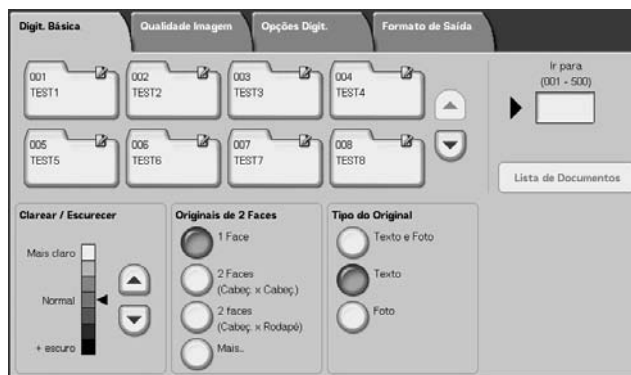 Digit. Básica
Qualidade Imagem
Opções Digit.
Formato de Saída
001
TEST1
002
TEST2
003
TEST3
004
TEST4
Ir para
(001 - 500)
005
TEST5
006
TEST6
007
TEST7
008
TEST8
Lista de Documentos
Clarear / Escurecer
Mais claro
Normal
+ escuro
Originais de 2 Faces
1 Face
2 Faces
(Cabeç. x Cabeç.)
2 faces
(Cabeç. x Rodapé)
Mais..
Tipo do Original
Texto e Foto
Texto
Foto